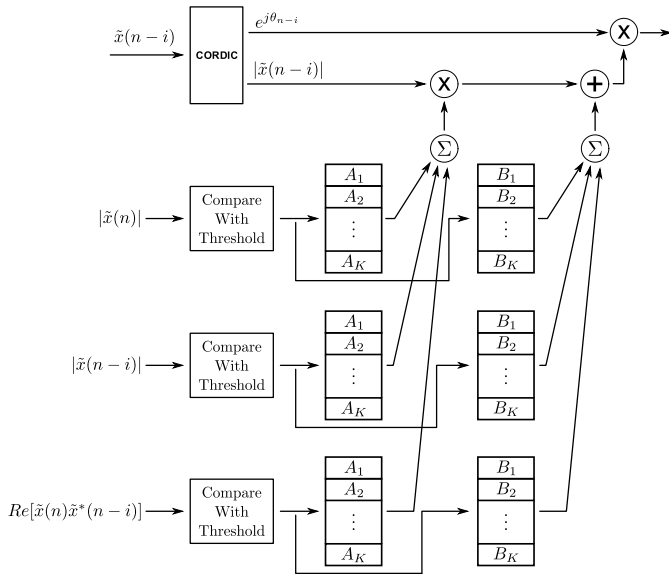 x̃(n−i)
CORDIC
e^{jθ_{n−i}}
X
|x̃(n−i)|
X
+
Σ
Σ
|x̃(n)|
Compare
With
Threshold
A_1
A_2
⋮
A_K
B_1
B_2
⋮
B_K
|x̃(n−i)|
Compare
With
Threshold
A_1
A_2
⋮
A_K
B_1
B_2
⋮
B_K
Re[x̃(n)x̃*(n−i)]
Compare
With
Threshold
A_1
A_2
⋮
A_K
B_1
B_2
⋮
B_K